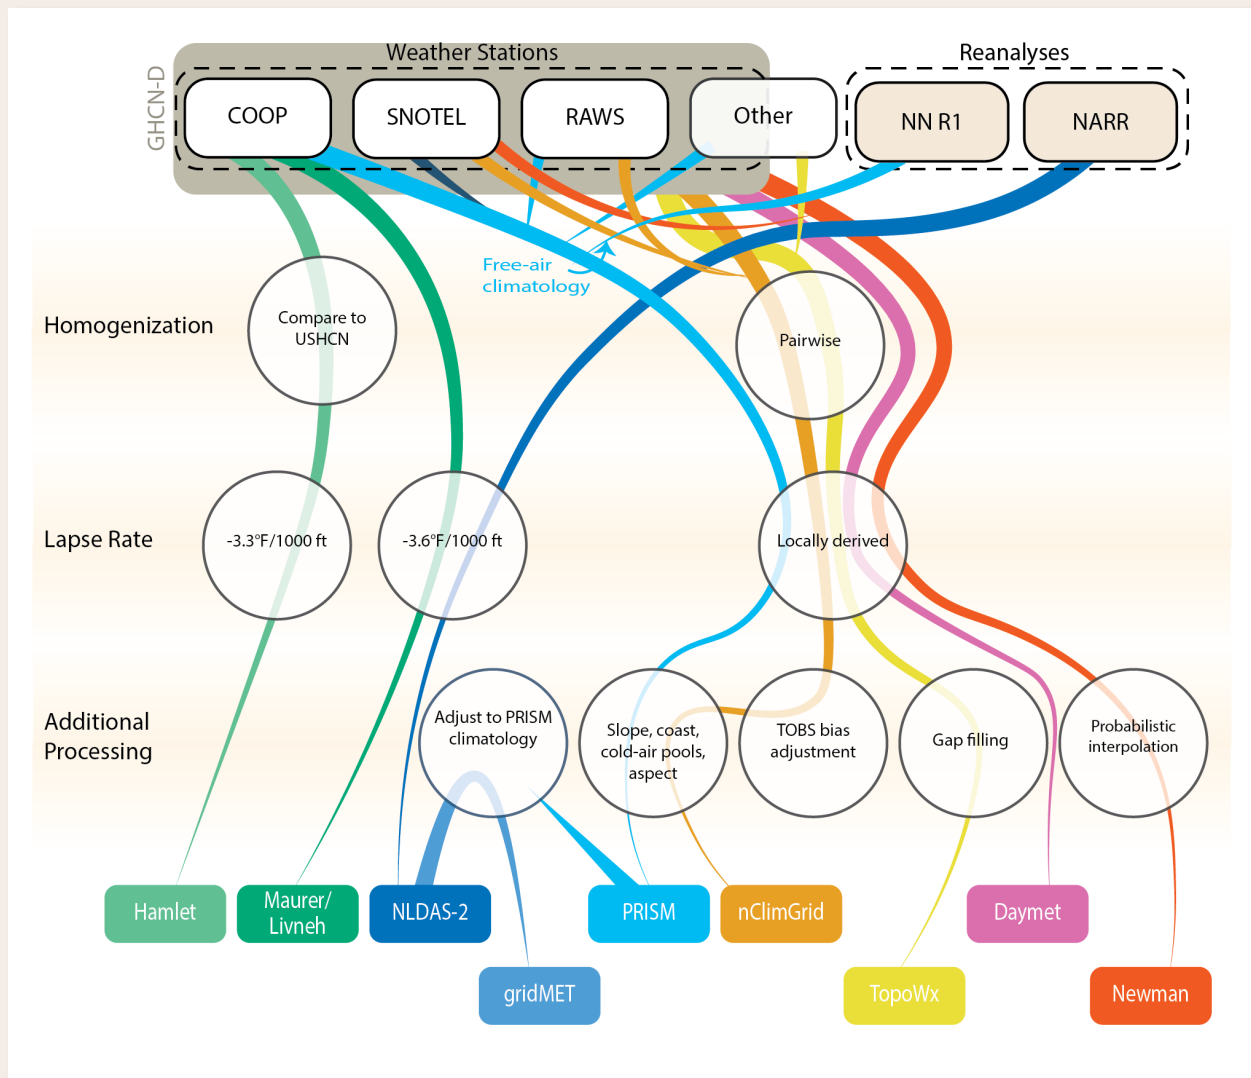 Weather Stations
Reanalyses
GHCN-D
COOP
SNOTEL
RAWS
Other
NN R1
NARR
Free-air
climatology
Homogenization
Compare to
USHCN
Pairwise
Lapse Rate
-3.3°F/1000 ft
-3.6°F/1000 ft
Locally derived
Additional
Processing
Adjust to PRISM
climatology
Slope, coast,
cold-air pools,
aspect
TOBS bias
adjustment
Gap filling
Probabilistic
interpolation
Hamlet
Maurer/
Livneh
NLDAS-2
PRISM
nClimGrid
Daymet
gridMET
TopoWx
Newman